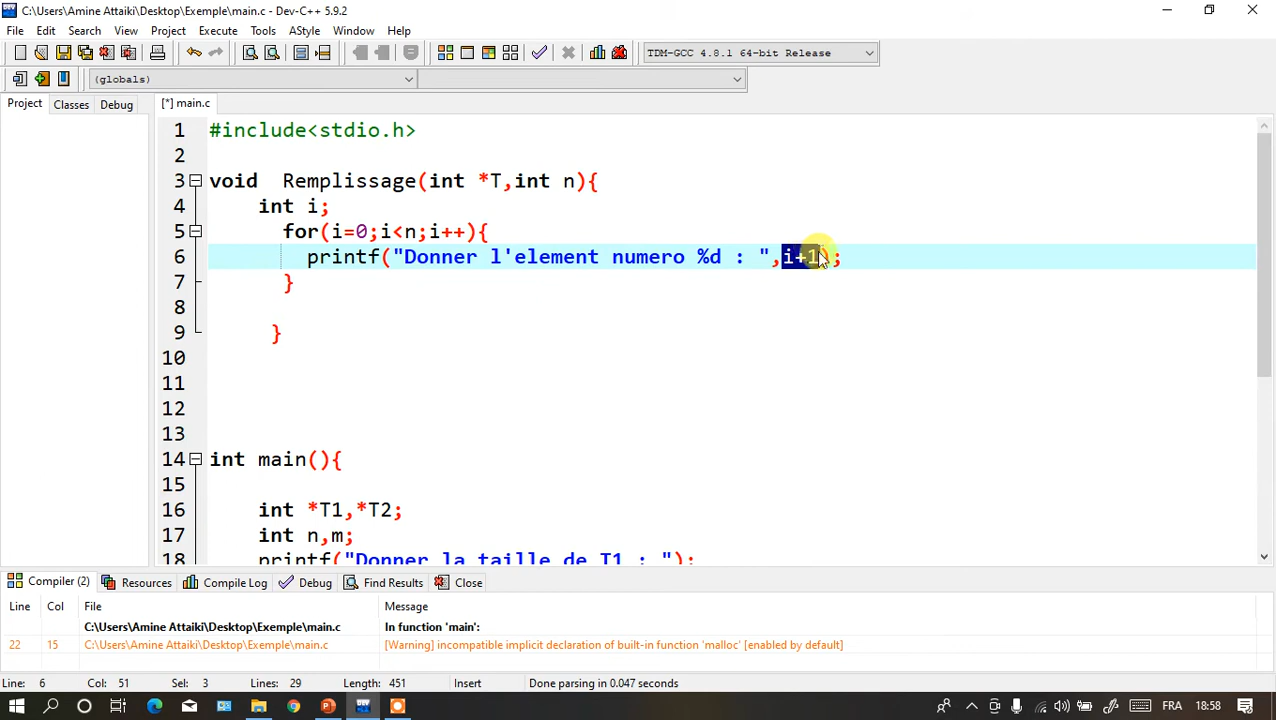 C:\Users\Amine Attaiki\Desktop\Exemple\main.c - Dev-C++ 5.9.2
File Edit Search View Project Execute Tools AStyle Window Help
TDM-GCC 4.8.1 64-bit Release
(globals)
Project Classes Debug [*] main.c
1 #include<stdio.h>
2
3 void  Remplissage(int *T,int n){
4 int i;
5 for(i=0;i<n;i++){
6 printf("Donner l'element numero %d : ",i+1);
7 }
8
9 }
10
11
12
13
14 int main(){
15
16 int *T1,*T2;
17 int n,m;
18 printf("Donner la taille de T1 : ");
Compiler (2) Resources Compile Log Debug Find Results Close
Line Col File Message
C:\Users\Amine Attaiki\Desktop\Exemple\main.c In function 'main':
22 15 C:\Users\Amine Attaiki\Desktop\Exemple\main.c [Warning] incompatible implicit declaration of built-in function 'malloc' [enabled by default]
Line: 6 Col: 51 Sel: 3 Lines: 29 Length: 451 Insert Done parsing in 0.047 seconds
DEV FRA 18:58